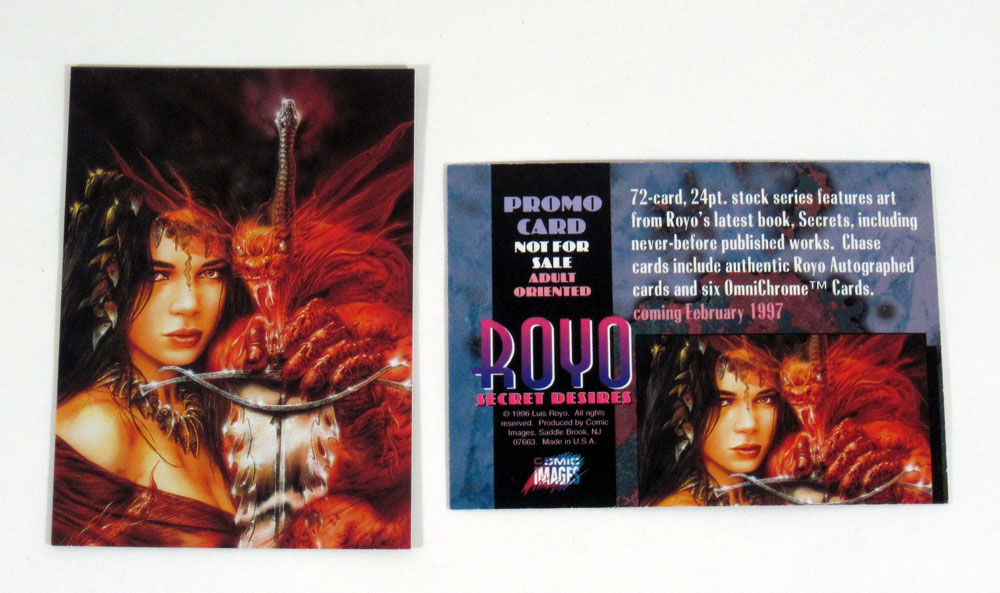 PROMO
CARD
NOT FOR
SALE
ADULT
ORIENTED
ROYO
SECRET DESIRES
© 1996 Luis Royo. All rights
reserved. Produced by Comic
Images, Saddle Brook, NJ
07663. Made in U.S.A.
COMIC
IMAGES
72-card, 24pt. stock series features art
from Royo's latest book, Secrets, including
never-before published works. Chase
cards include authentic Royo Autographed
cards and six OmniChrome™ Cards.
coming February 1997